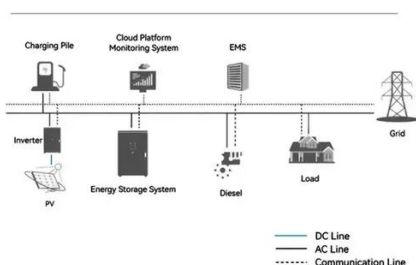 Charging Pile
Cloud Platform
Monitoring System
EMS
Grid
Inverter
PV
Energy Storage System
Diesel
Load
DC Line
AC Line
Communication Line